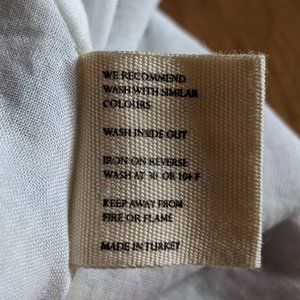 WE RECOMMEND
WASH WITH SIMILAR
COLOURS
WASH INSIDE OUT
IRON ON REVERSE
WASH AT 30 OR 104 F
KEEP AWAY FROM
FIRE OR FLAME
MADE IN TURKEY